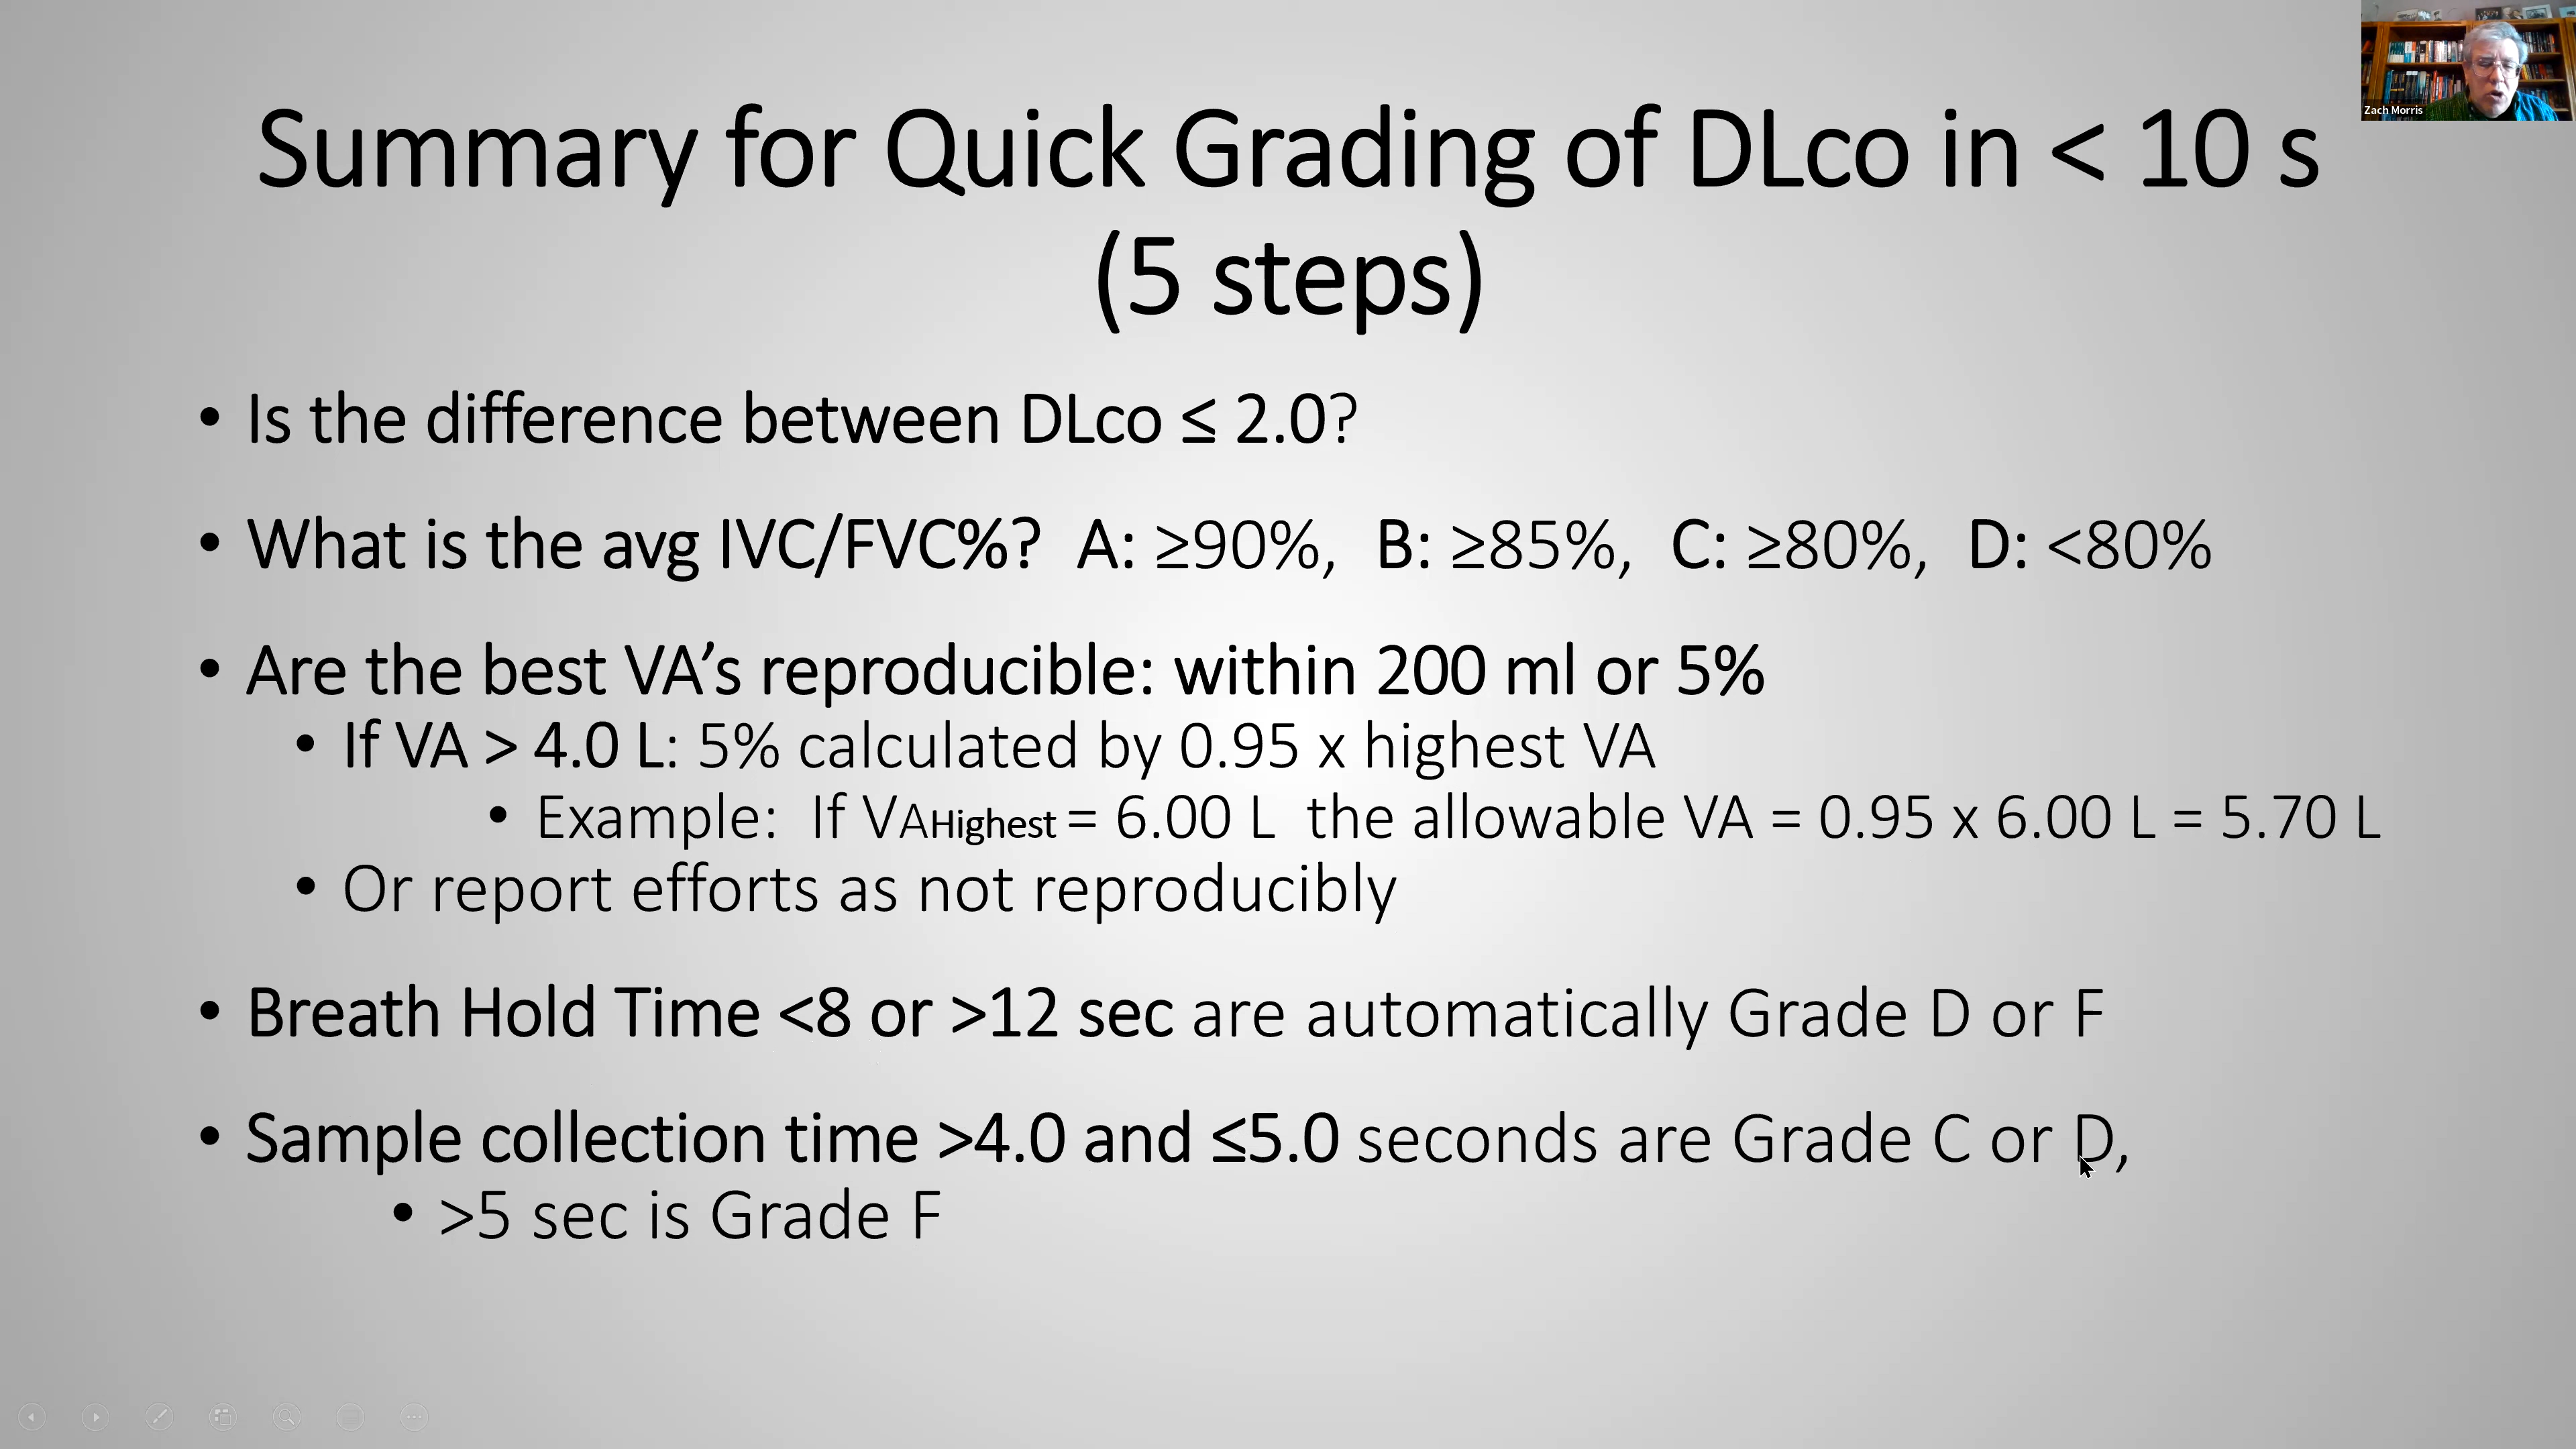 Zach Morris
Summary for Quick Grading of DLco in < 10 s
(5 steps)
• Is the difference between DLco ≤ 2.0?
• What is the avg IVC/FVC%? A: ≥90%, B: ≥85%, C: ≥80%, D: <80%
• Are the best VA’s reproducible: within 200 ml or 5%
• If VA > 4.0 L: 5% calculated by 0.95 x highest VA
• Example: If VAHighest = 6.00 L the allowable VA = 0.95 x 6.00 L = 5.70 L
• Or report efforts as not reproducibly
• Breath Hold Time <8 or >12 sec are automatically Grade D or F
• Sample collection time >4.0 and ≤5.0 seconds are Grade C or D,
• >5 sec is Grade F